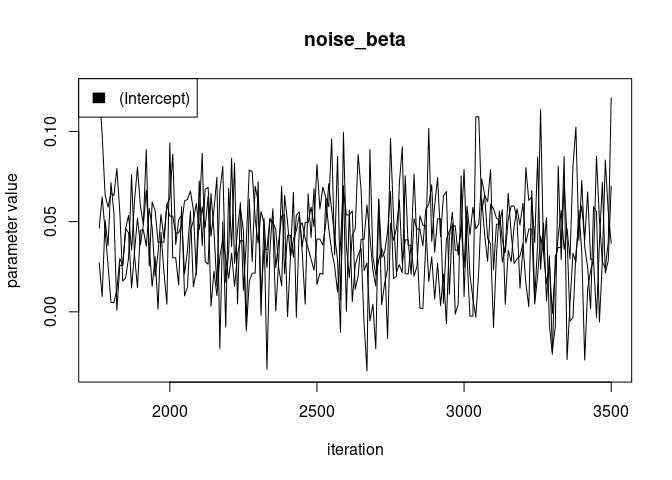 noise_beta
(Intercept)
0.10
0.05
0.00
parameter value
2000 2500 3000 3500
iteration